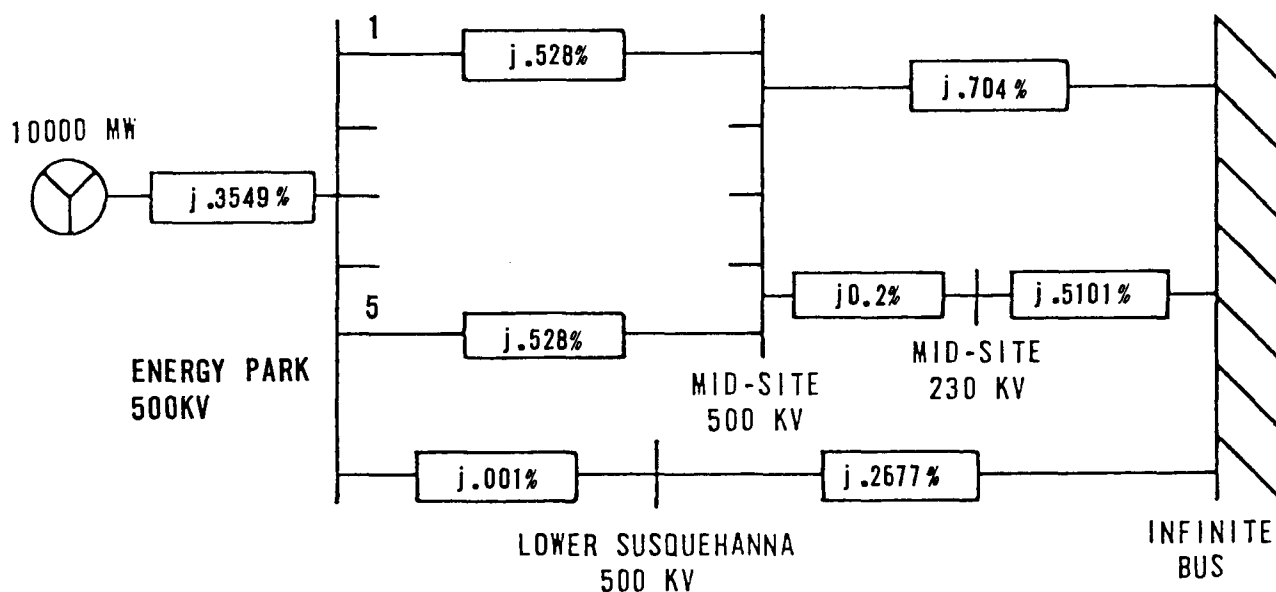 1
j.528%
j.704%
10000 MW
j.3549%
j0.2%
j.5101%
5
j.528%
MID-SITE
230 KV
ENERGY PARK
500KV
MID-SITE
500 KV
j.001%
j.2677%
LOWER SUSQUEHANNA
500 KV
INFINITE
BUS